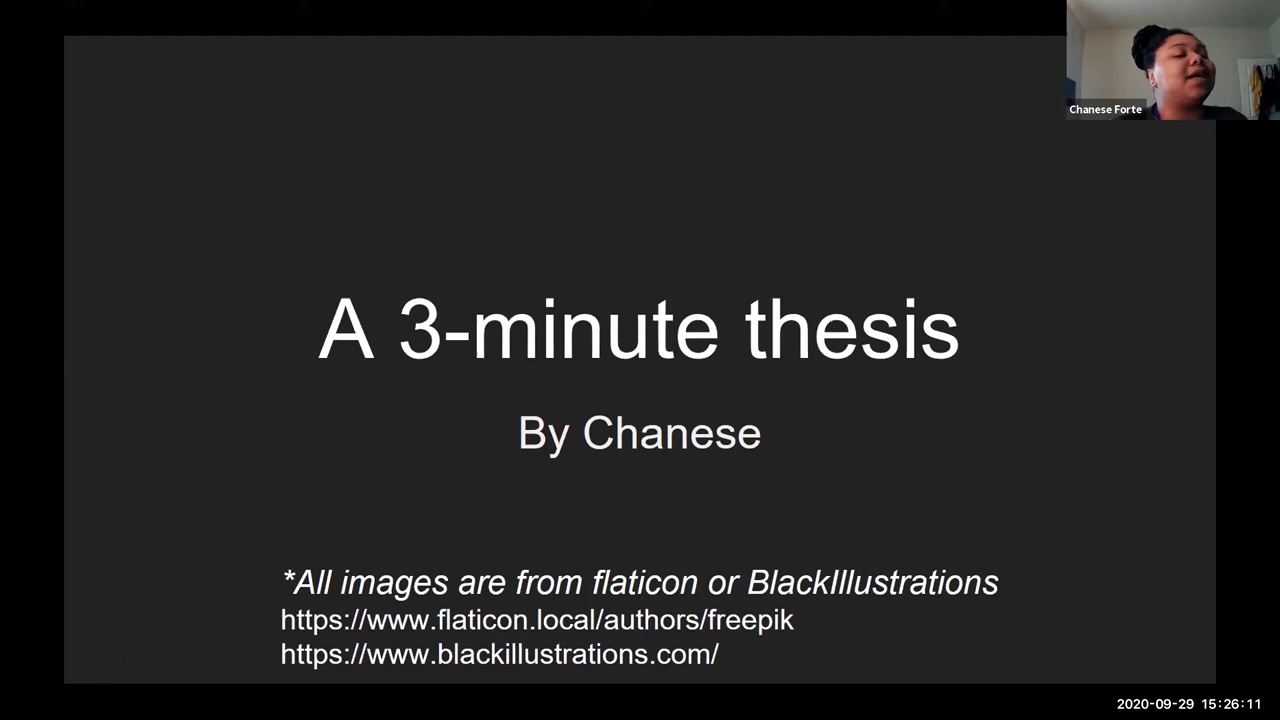 Chanese Forte
A 3-minute thesis
By Chanese
*All images are from flaticon or BlackIllustrations
https://www.flaticon.local/authors/freepik
https://www.blackillustrations.com/
2020-09-29 15:26:11